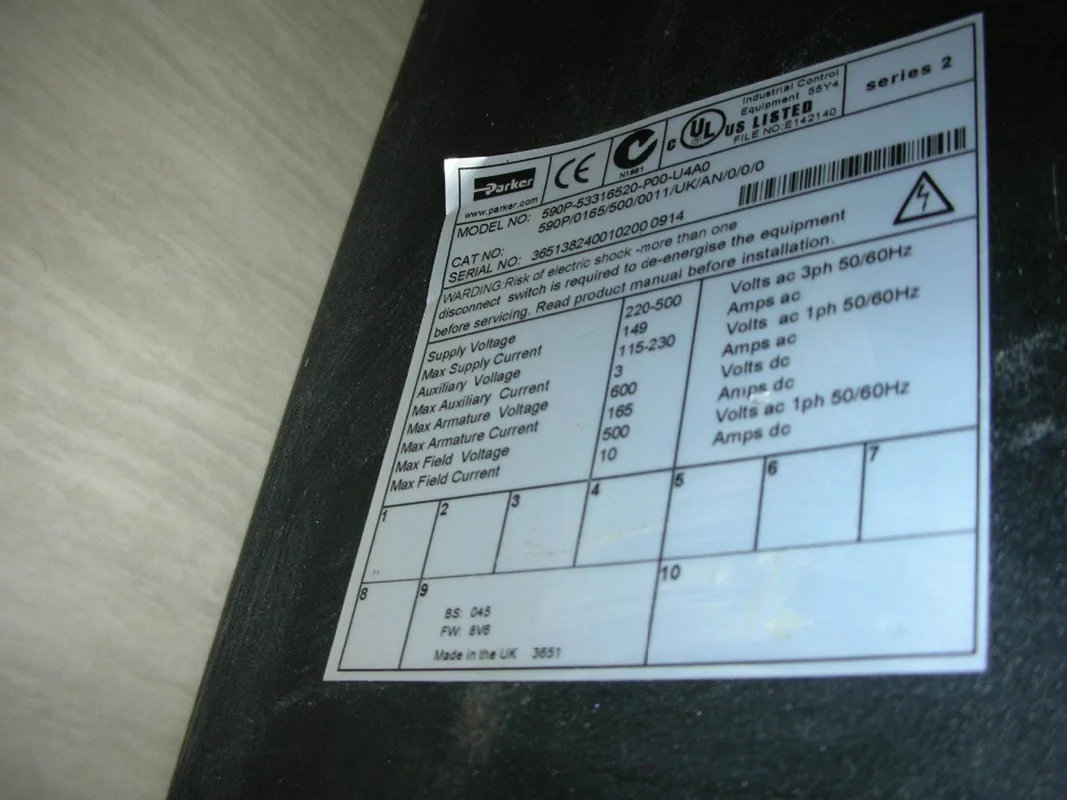 Parker
www.parker.com
CE
N1981
C UL US LISTED
Industrial Control
Equipment 55Y4
FILE NO:E142140
series 2
MODEL NO: 590P-53316520-P00-U4A0
590P/0165/500/0011/UK/AN/0/0/0
CAT NO:
SERIAL NO: 365138240010200 0914
WARDING:Risk of electric shock -more than one
disconnect switch is required to de-energise the equipment
before servicing. Read product manual before installation.
Supply Voltage 220-500 Volts ac 3ph 50/60Hz
Max Supply Current 149 Amps ac
Auxiliary Vollage 115-230 Volts ac 1ph 50/60Hz
Max Auxiliary Current 3 Amps ac
Max Armature Voltage 600 Volts dc
Max Armature Current 165 Amps dc
Max Field Voltage 500 Volts ac 1ph 50/60Hz
Max Field Current 10 Amps dc
1 2 3 4 5 6 7
8 9 10
BS: 045
FW: 8V6
Made in the UK 3651